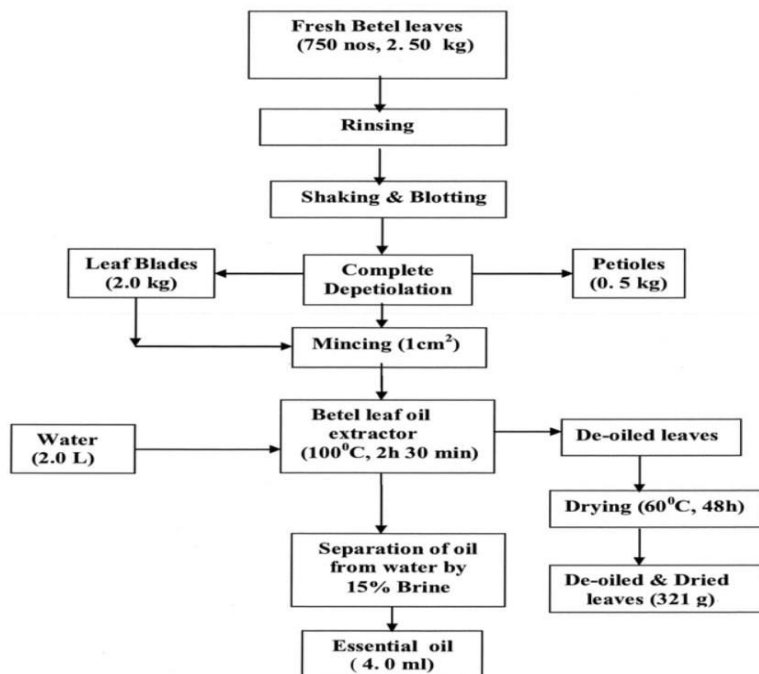 Fresh Betel leaves
(750 nos, 2. 50 kg)
Rinsing
Shaking & Blotting
Leaf Blades
(2.0 kg)
Complete
Depetiolation
Petioles
(0. 5 kg)
Mincing (1cm²)
Betel leaf oil
extractor
(100⁰C, 2h 30 min)
Water
(2.0 L)
De-oiled leaves
Drying (60⁰C, 48h)
Separation of oil
from water by
15% Brine
De-oiled & Dried
leaves (321 g)
Essential oil
( 4. 0 ml)